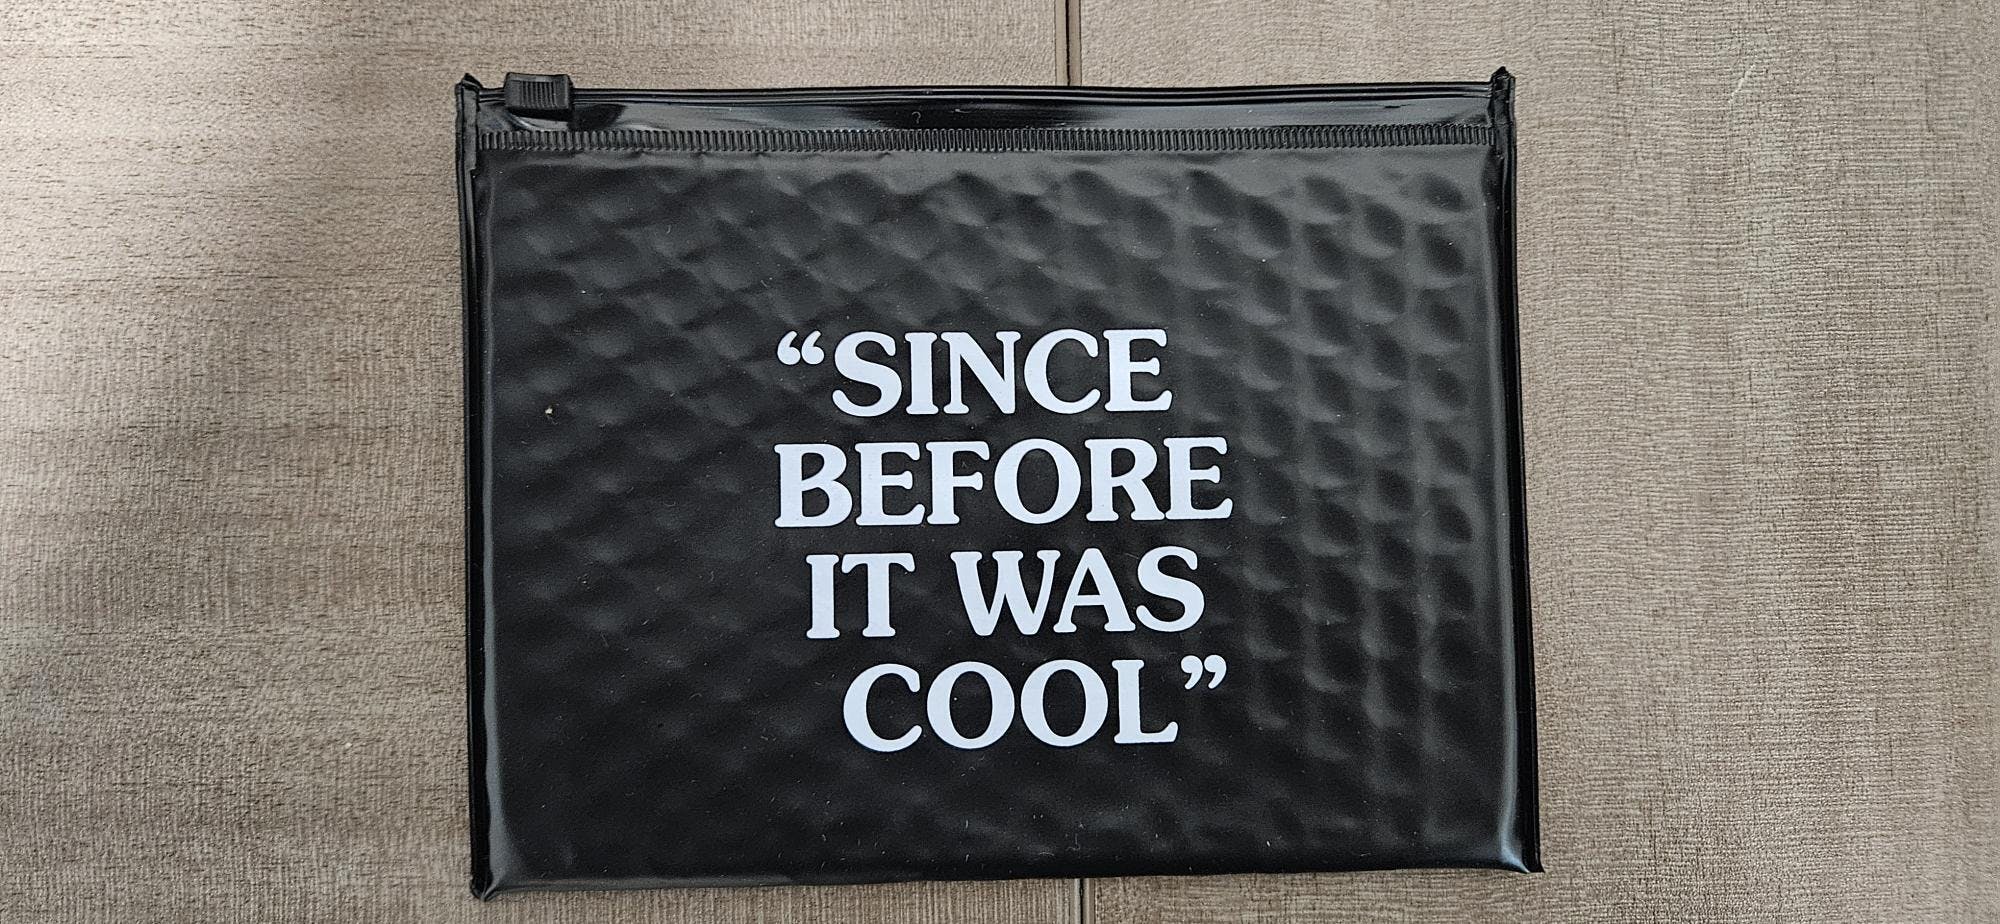 “SINCE
BEFORE
IT WAS
COOL”